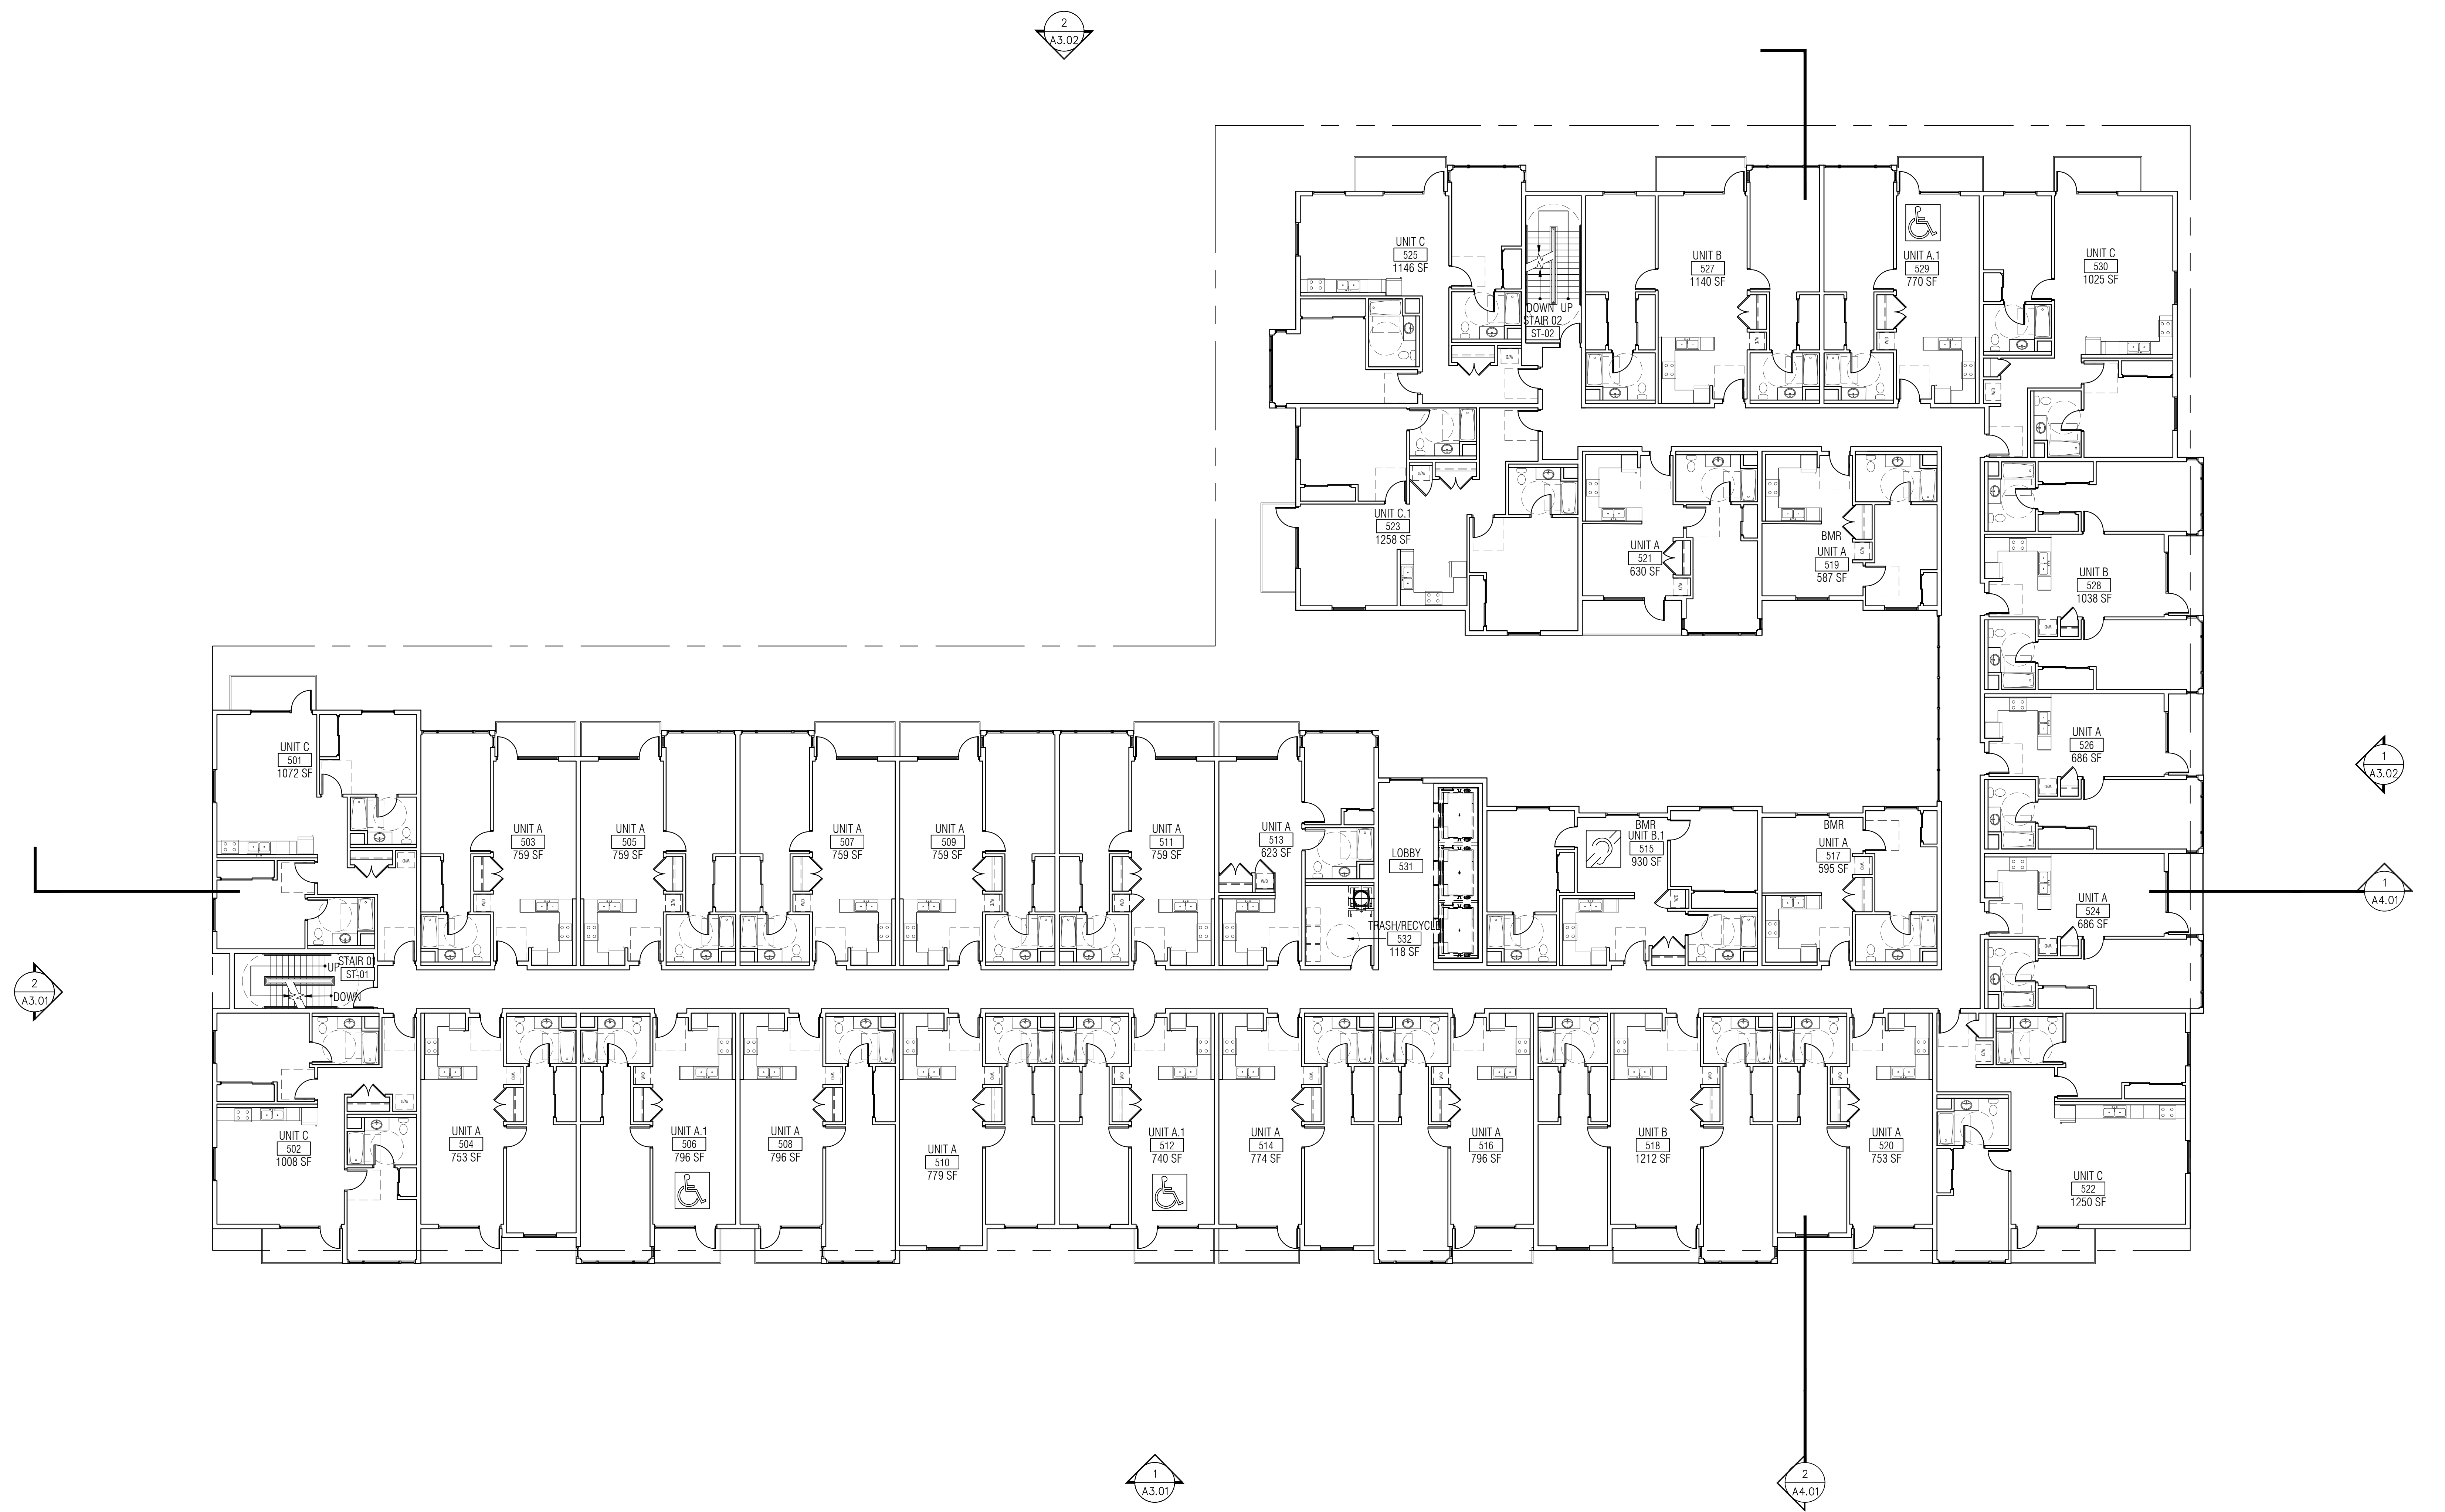 2
A3.02
UNIT C
525
1146 SF
DOWN UP
STAIR 02
ST-02
UNIT B
527
1140 SF
UNIT A.1
529
770 SF
UNIT C
530
1025 SF
UNIT C.1
523
1258 SF
UNIT A
521
630 SF
BMR
UNIT A
519
587 SF
UNIT B
528
1038 SF
UNIT A
526
686 SF
1
A3.02
UNIT C
501
1072 SF
UNIT A
503
759 SF
UNIT A
505
759 SF
UNIT A
507
759 SF
UNIT A
509
759 SF
UNIT A
511
759 SF
UNIT A
513
623 SF
LOBBY
531
BMR
UNIT B.1
515
930 SF
BMR
UNIT A
517
595 SF
UNIT A
524
686 SF
1
A4.01
TRASH/RECYCLE
532
118 SF
STAIR 01
UP
ST-01
DOWN
2
A3.01
UNIT C
502
1008 SF
UNIT A
504
753 SF
UNIT A.1
506
796 SF
UNIT A
508
796 SF
UNIT A
510
779 SF
UNIT A.1
512
740 SF
UNIT A
514
774 SF
UNIT A
516
796 SF
UNIT B
518
1212 SF
UNIT A
520
753 SF
UNIT C
522
1250 SF
1
A3.01
2
A4.01